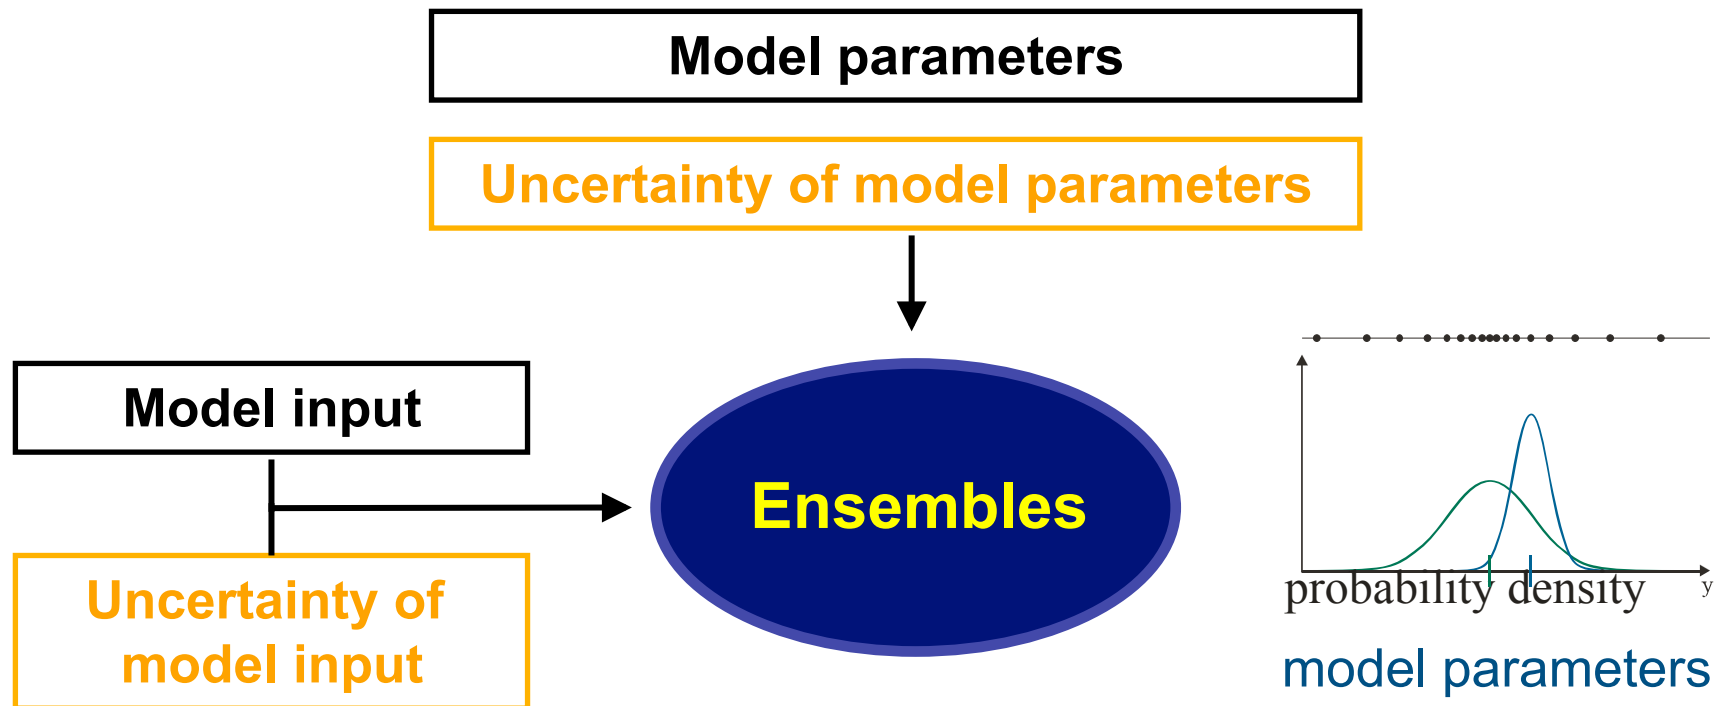 Model parameters
Uncertainty of model parameters
Model input
Ensembles
Uncertainty of
model input
probability density
y
model parameters